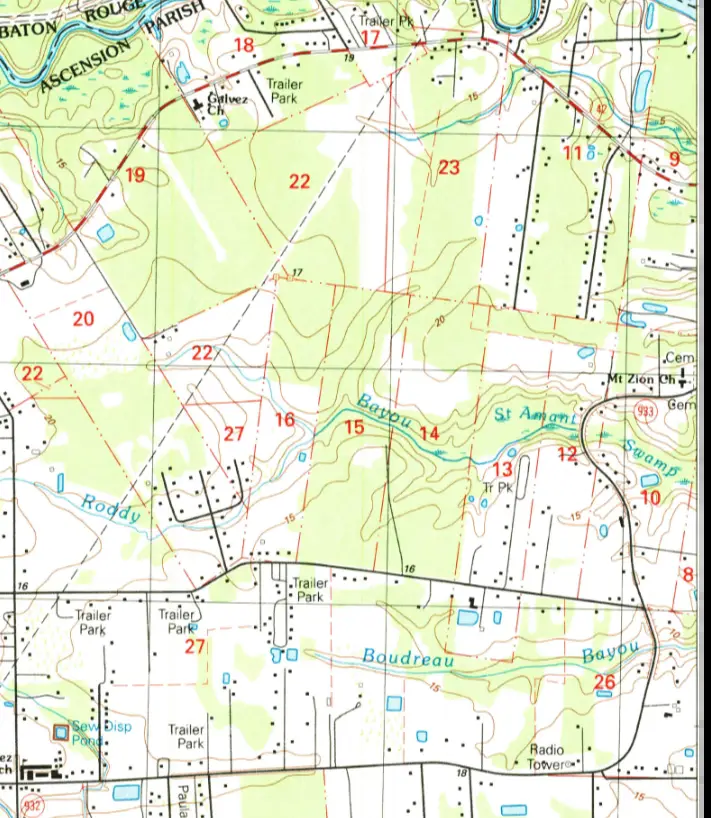 BATON ROUGE PARISH
ASCENSION
Trailer Pk
18
17
19
Trailer
Park
Galvez
Ch
15
42
5
11
9
15
19
22
23
17
20
20
22
22
Cem
Mt Zion Ch
933
Cem
Bayou
St Amant
Swamp
16
15
14
27
12
13
10
Tr Pk
20
Roddy
15
15
8
16
16
Trailer
Park
Trailer
Park
Trailer
Park
27
10
Boudreau
Bayou
26
15
Sew Disp
Pond
Trailer
Park
Radio
Tower
18
932
15